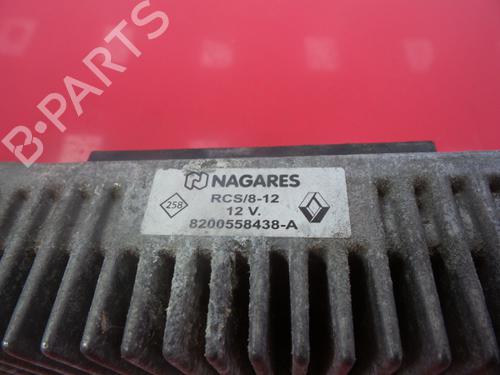 B-PARTS
NAGARES
RCS/8-12
258
12 V.
8200558438-A